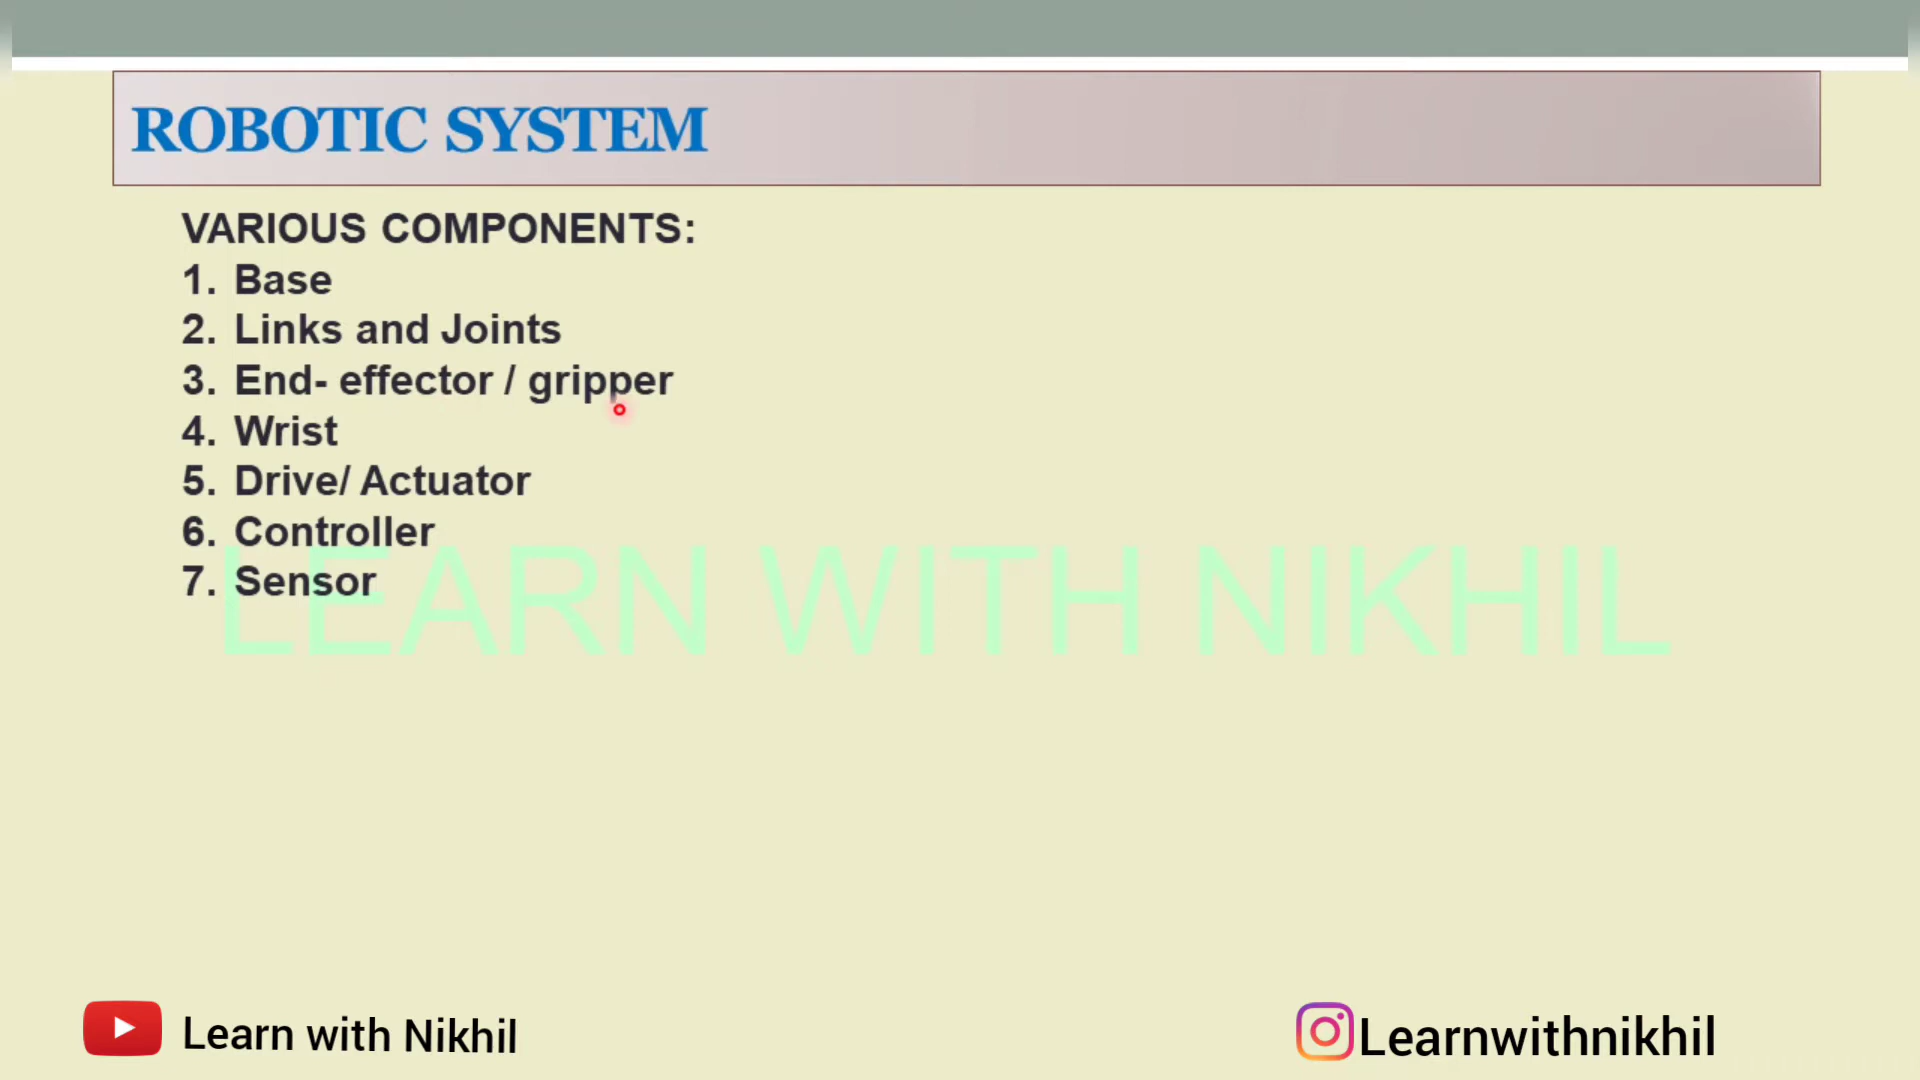 ROBOTIC SYSTEM
VARIOUS COMPONENTS:
1. Base
2. Links and Joints
3. End- effector / gripper
4. Wrist
5. Drive/ Actuator
6. Controller
7. Sensor
LEARN WITH NIKHIL
Learn with Nikhil
Learnwithnikhil